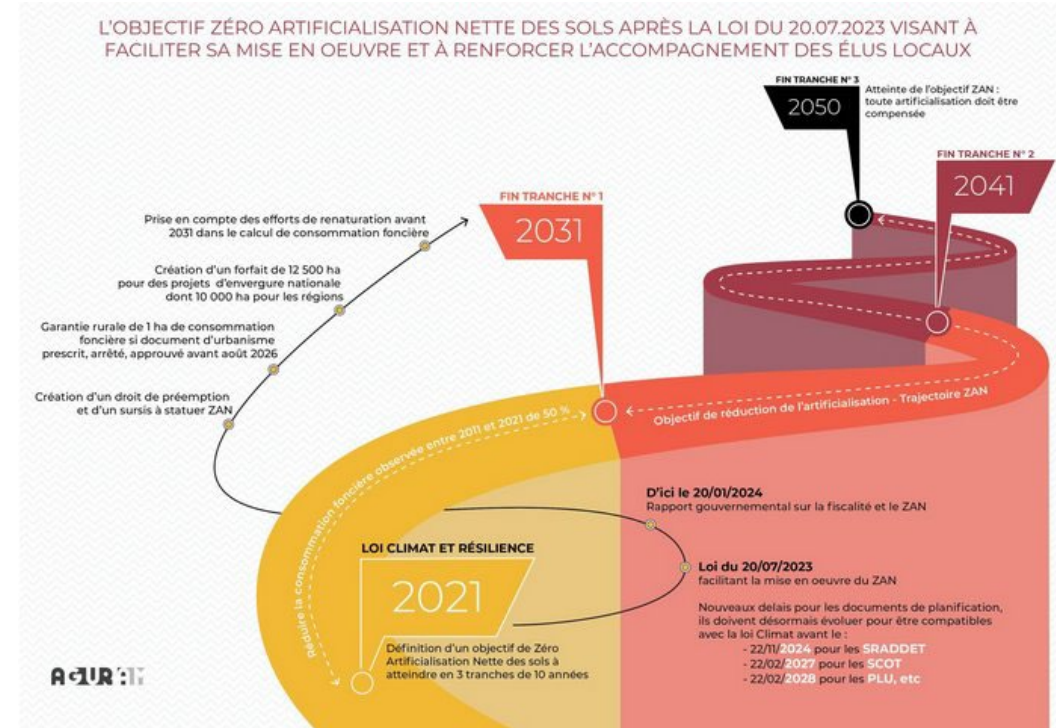 L'OBJECTIF ZÉRO ARTIFICIALISATION NETTE DES SOLS APRÈS LA LOI DU 20.07.2023 VISANT À
FACILITER SA MISE EN OEUVRE ET À RENFORCER L'ACCOMPAGNEMENT DES ÉLUS LOCAUX
FIN TRANCHE N° 3
2050
Atteinte de l'objectif ZAN :
toute artificialisation doit être
compensée
FIN TRANCHE N° 2
2041
FIN TRANCHE N° 1
2031
Prise en compte des efforts de renaturation avant
2031 dans le calcul de consommation foncière
Création d'un forfait de 12 500 ha
pour des projets d'envergure nationale
dont 10 000 ha pour les régions
Garantie rurale de 1 ha de consommation
foncière si document d'urbanisme
prescrit, arrêté, approuvé avant août 2026
Création d'un droit de préemption
et d'un sursis à statuer ZAN
Réduire la consommation foncière observée entre 2011 et 2021 de 50 %
Objectif de réduction de l'artificialisation - Trajectoire ZAN
D'ici le 20/01/2024
Rapport gouvernemental sur la fiscalité et le ZAN
LOI CLIMAT ET RÉSILIENCE
2021
Définition d'un objectif de Zéro
Artificialisation Nette des sols à
atteindre en 3 tranches de 10 années
Loi du 20/07/2023
facilitant la mise en oeuvre du ZAN
Nouveaux delais pour les documents de planification,
ils doivent désormais évoluer pour être compatibles
avec la loi Climat avant le :
- 22/11/2024 pour les SRADDET
- 22/02/2027 pour les SCOT
- 22/02/2028 pour les PLU, etc